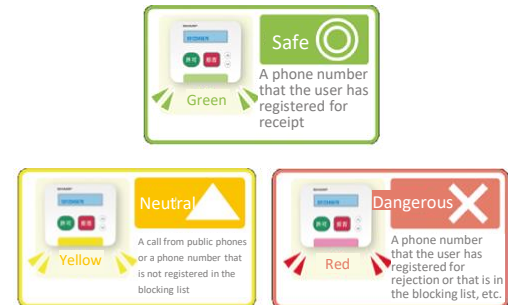 Safe
A phone number
that the user has
registered for
receipt
Green
Neutral
A call from public phones
or a phone number that
is not registered in the
blocking list
Yellow
Dangerous
A phone number
that the user has
registered for
rejection or that is in
the blocking list, etc.
Red